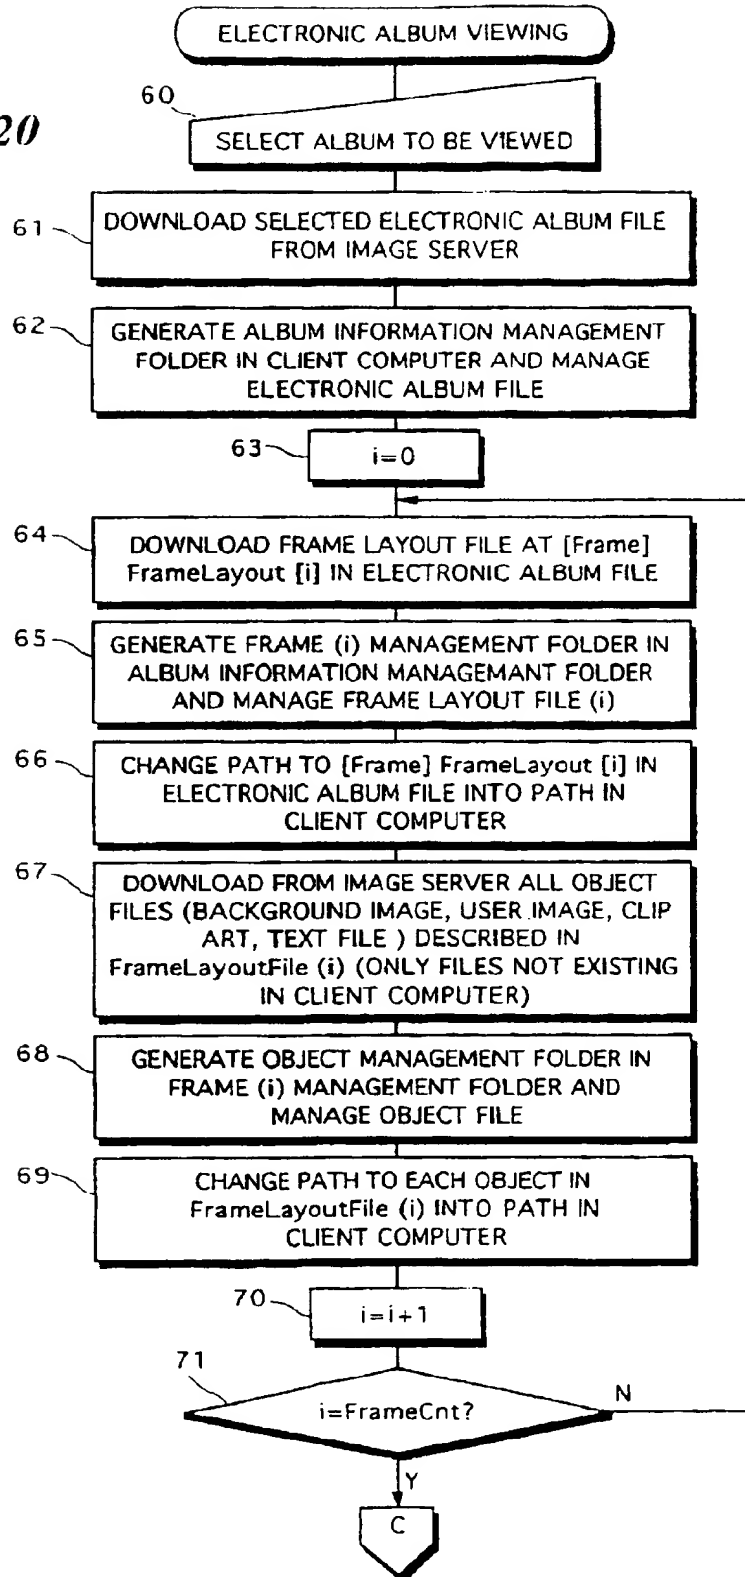 ELECTRONIC ALBUM VIEWING
20
60
SELECT ALBUM TO BE VIEWED
61
DOWNLOAD SELECTED ELECTRONIC ALBUM FILE
FROM IMAGE SERVER
62
GENERATE ALBUM INFORMATION MANAGEMENT
FOLDER IN CLIENT COMPUTER AND MANAGE
ELECTRONIC ALBUM FILE
63
i=0
64
DOWNLOAD FRAME LAYOUT FILE AT [Frame]
FrameLayout [i] IN ELECTRONIC ALBUM FILE
65
GENERATE FRAME (i) MANAGEMENT FOLDER IN
ALBUM INFORMATION MANAGEMANT FOLDER
AND MANAGE FRAME LAYOUT FILE (i)
66
CHANGE PATH TO [Frame] FrameLayout [i] IN
ELECTRONIC ALBUM FILE INTO PATH IN
CLIENT COMPUTER
67
DOWNLOAD FROM IMAGE SERVER ALL OBJECT
FILES (BACKGROUND IMAGE, USER IMAGE, CLIP
ART, TEXT FILE ) DESCRIBED IN
FrameLayoutFile (i) (ONLY FILES NOT EXISTING
IN CLIENT COMPUTER)
68
GENERATE OBJECT MANAGEMENT FOLDER IN
FRAME (i) MANAGEMENT FOLDER AND
MANAGE OBJECT FILE
69
CHANGE PATH TO EACH OBJECT IN
FrameLayoutFile (i) INTO PATH IN
CLIENT COMPUTER
70
i=i+1
71
i=FrameCnt?
N
Y
C